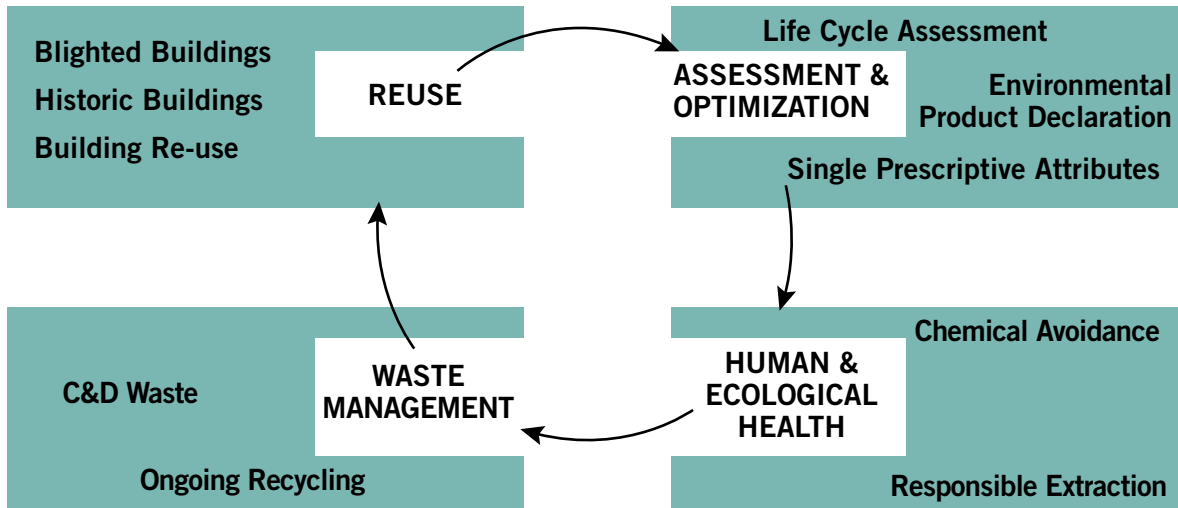 Blighted Buildings
Historic Buildings
Building Re-use
REUSE
Life Cycle Assessment
ASSESSMENT &
OPTIMIZATION
Environmental
Product Declaration
Single Prescriptive Attributes
C&D Waste
WASTE
MANAGEMENT
Ongoing Recycling
Chemical Avoidance
HUMAN &
ECOLOGICAL
HEALTH
Responsible Extraction